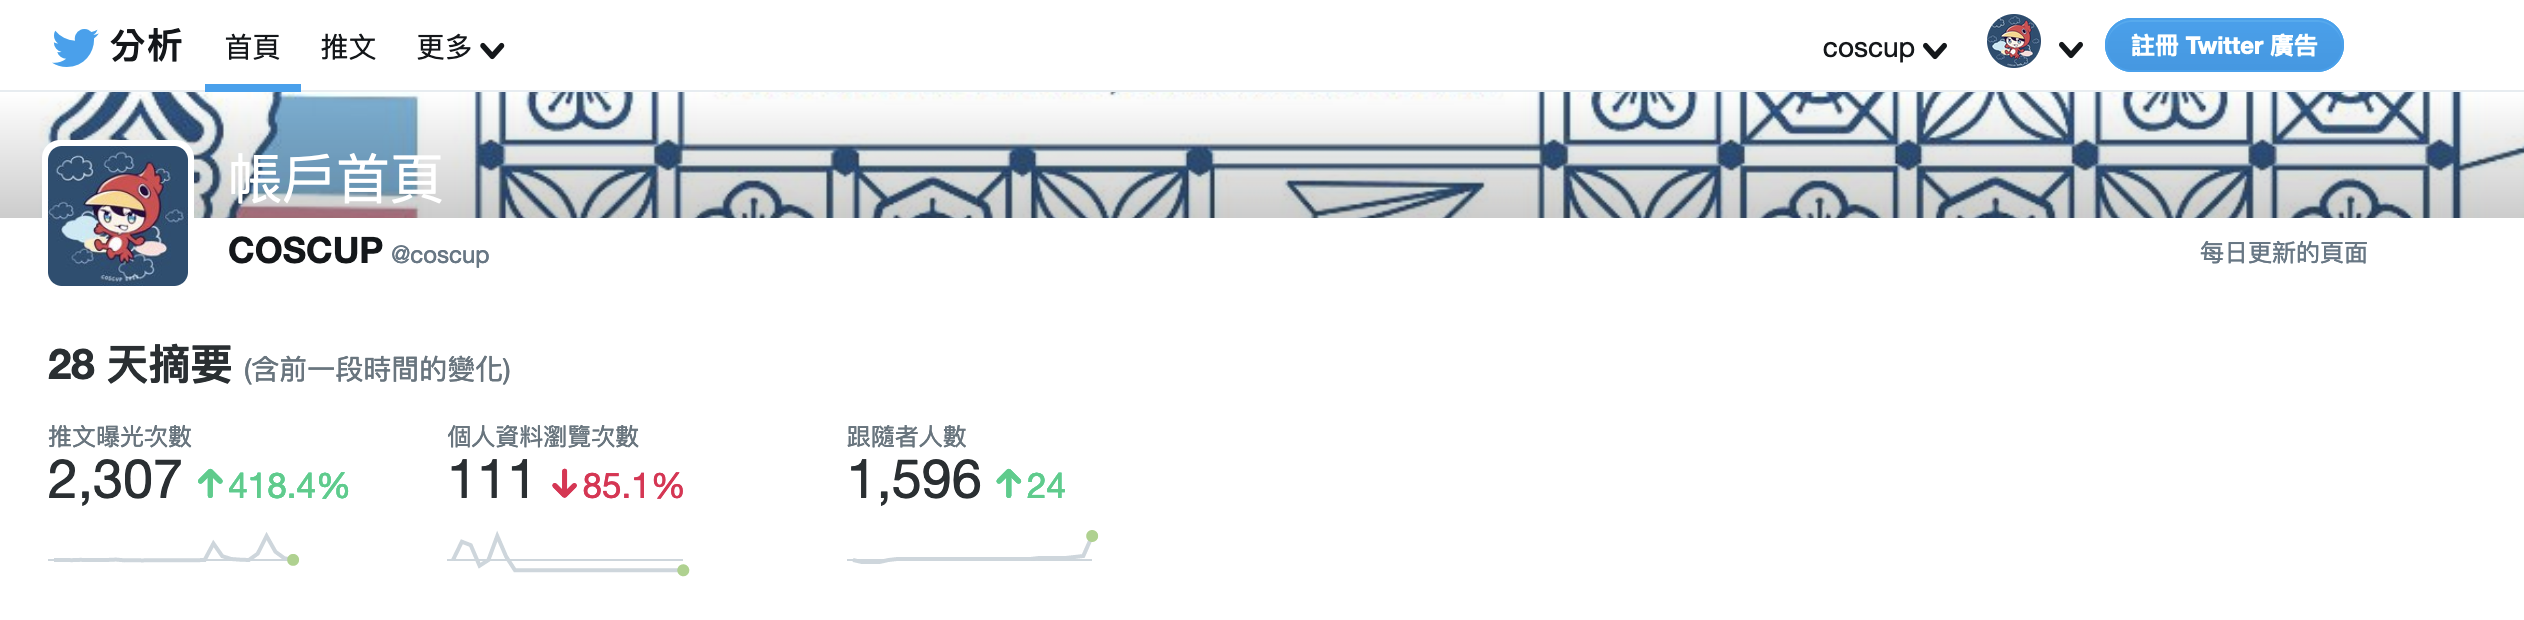 分析 首頁 推文 更多 coscup 註冊 Twitter 廣告
帳戶首頁
COSCUP @coscup 每日更新的頁面
28 天摘要 (含前一段時間的變化)
推文曝光次數 個人資料瀏覽次數 跟隨者人數
2,307 418.4% 111 85.1% 1,596 24